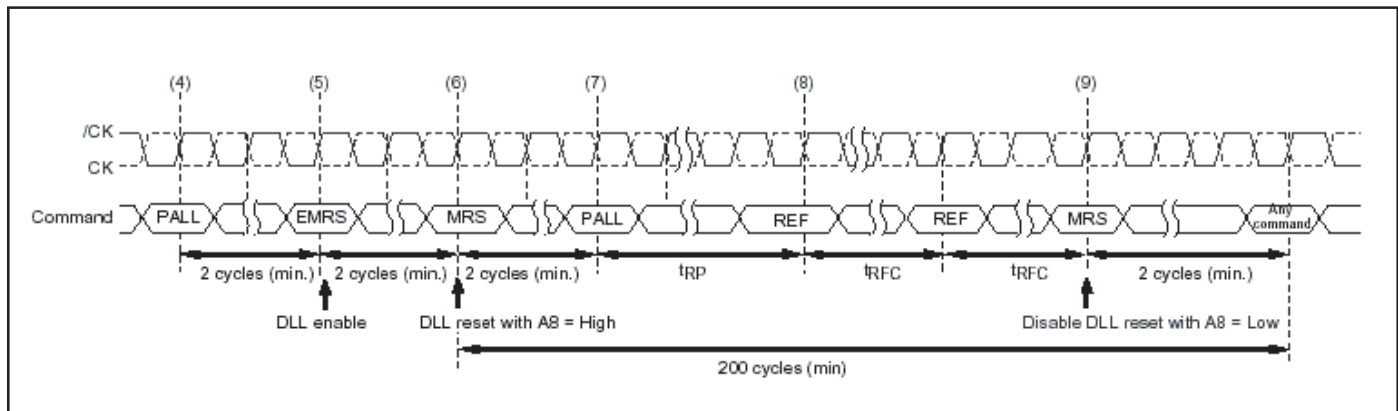 (4) (5) (6) (7) (8) (9)
/CK
CK
Command PALL EMRS MRS PALL REF REF MRS Any command
2 cycles (min.) 2 cycles (min.) 2 cycles (min.) tRP tRFC tRFC 2 cycles (min.)
DLL enable DLL reset with A8 = High Disable DLL reset with A8 = Low
200 cycles (min)